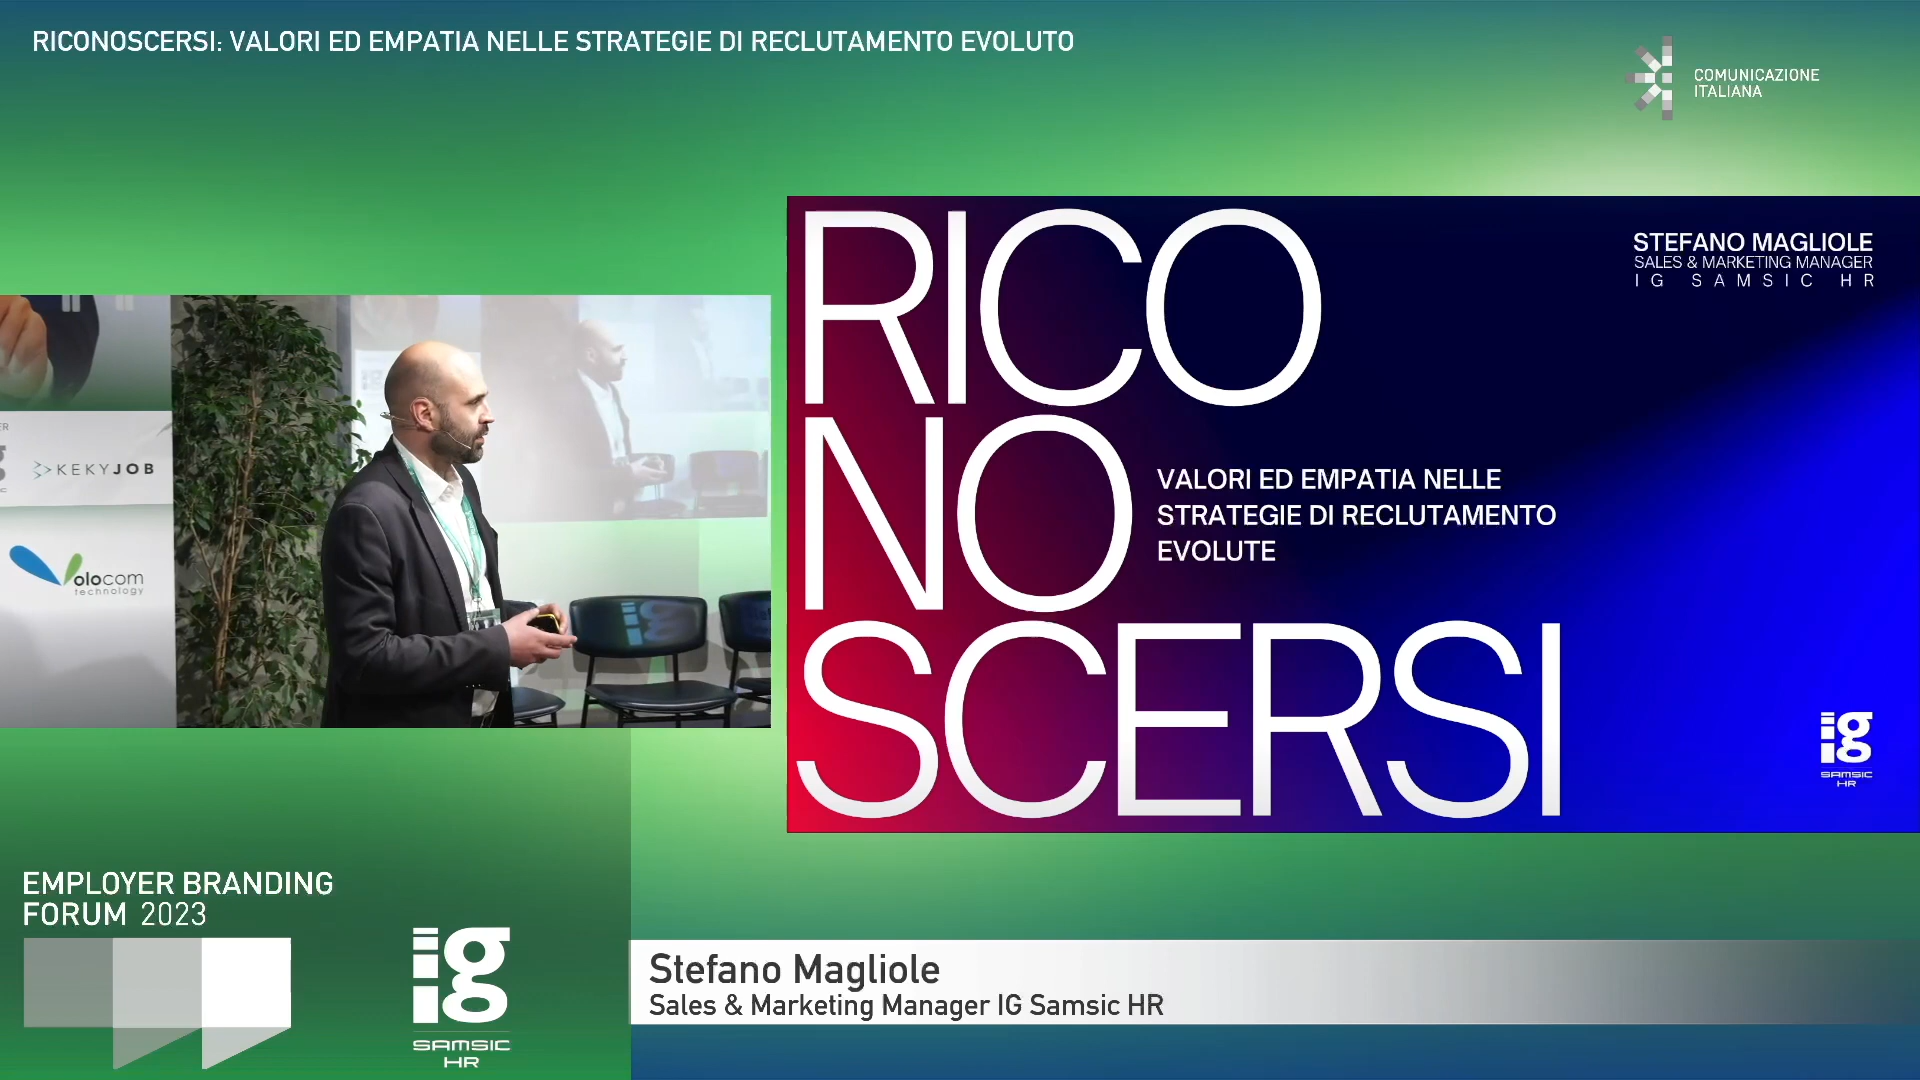 RICONOSCERSI: VALORI ED EMPATIA NELLE STRATEGIE DI RECLUTAMENTO EVOLUTO
COMUNICAZIONE
ITALIANA
RICO
NO
SCERSI
STEFANO MAGLIOLE
SALES & MARKETING MANAGER
IG SAMSIC HR
VALORI ED EMPATIA NELLE
STRATEGIE DI RECLUTAMENTO
EVOLUTE
ig
SAMSIC
HR
KEKYJOB
Volocom
technology
EMPLOYER BRANDING
FORUM 2023
ig
SAMSIC
HR
Stefano Magliole
Sales & Marketing Manager IG Samsic HR